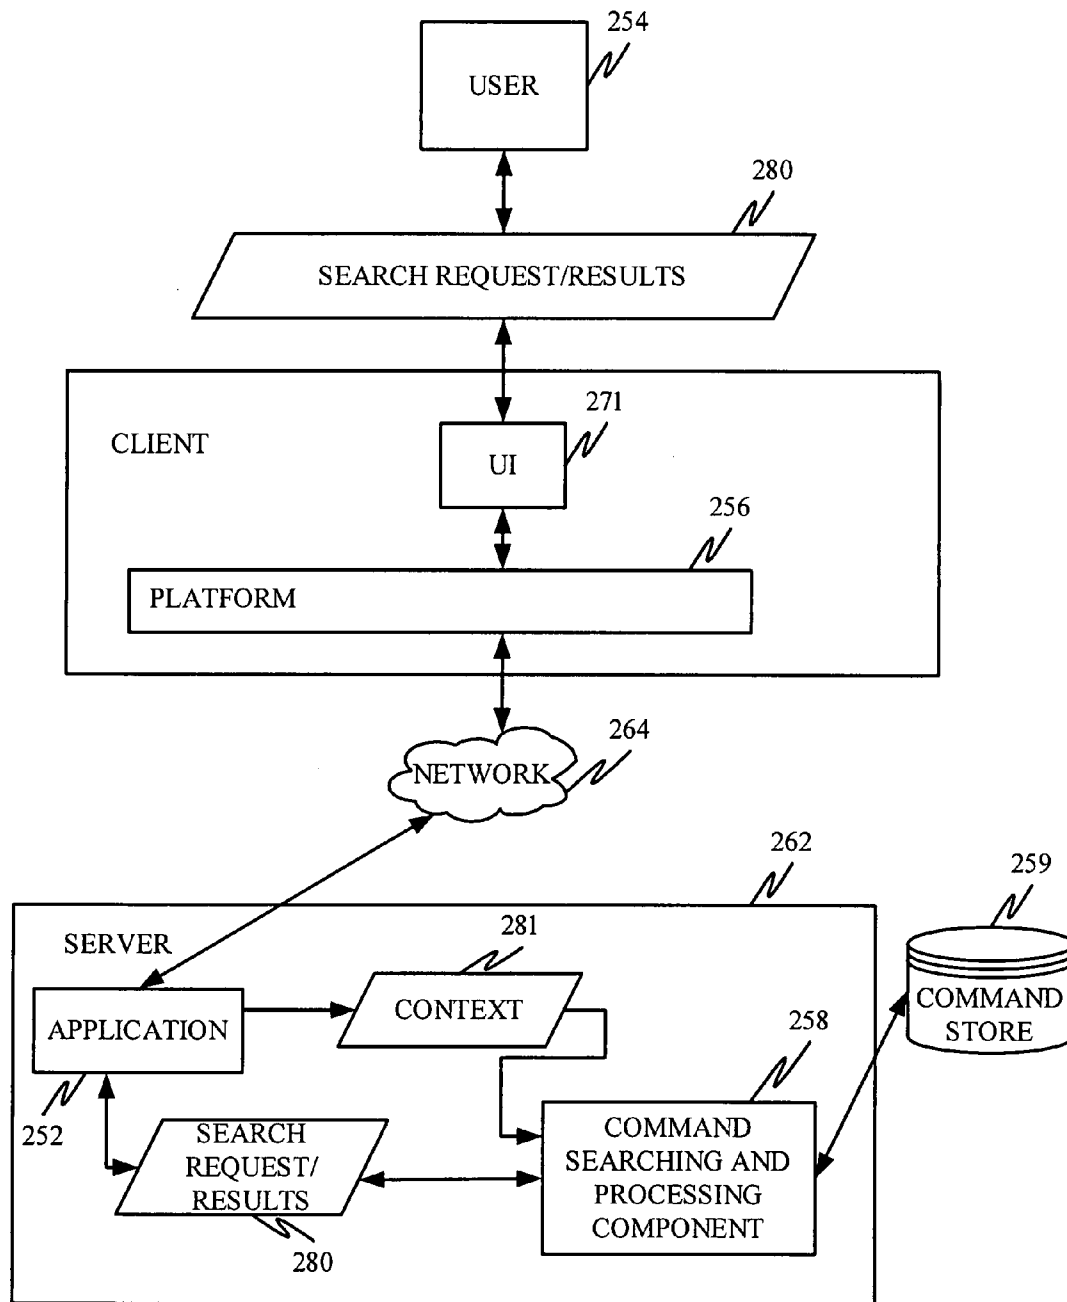 254
USER
280
SEARCH REQUEST/RESULTS
271
CLIENT
UI
256
PLATFORM
264
NETWORK
262
259
SERVER
281
CONTEXT
APPLICATION
COMMAND
STORE
258
252
SEARCH
REQUEST/
RESULTS
COMMAND
SEARCHING AND
PROCESSING
COMPONENT
280